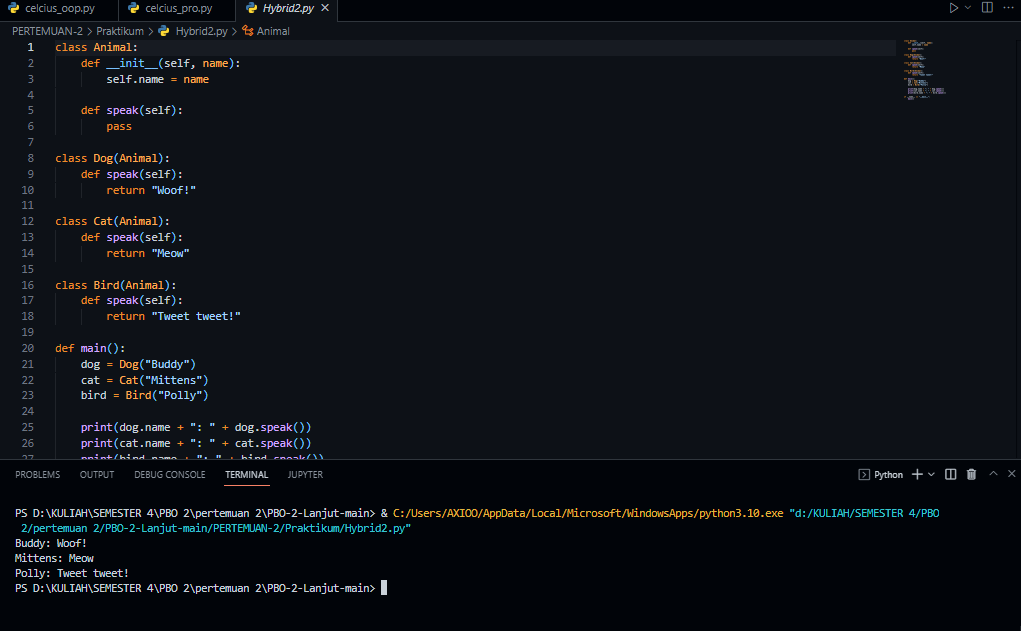 celcius_oop.py celcius_pro.py Hybrid2.py
PERTEMUAN-2 > Praktikum > Hybrid2.py > Animal
1 class Animal:
2     def __init__(self, name):
3         self.name = name
4
5     def speak(self):
6         pass
7
8 class Dog(Animal):
9     def speak(self):
10         return "Woof!"
11
12 class Cat(Animal):
13     def speak(self):
14         return "Meow"
15
16 class Bird(Animal):
17     def speak(self):
18         return "Tweet tweet!"
19
20 def main():
21     dog = Dog("Buddy")
22     cat = Cat("Mittens")
23     bird = Bird("Polly")
24
25     print(dog.name + ": " + dog.speak())
26     print(cat.name + ": " + cat.speak())
27     print(bird.name + ": " + bird.speak())
PROBLEMS OUTPUT DEBUG CONSOLE TERMINAL JUPYTER Python
PS D:\KULIAH\SEMESTER 4\PBO 2\pertemuan 2\PBO-2-Lanjut-main> & C:/Users/AXIOO/AppData/Local/Microsoft/WindowsApps/python3.10.exe "d:/KULIAH/SEMESTER 4/PBO
2/pertemuan 2/PBO-2-Lanjut-main/PERTEMUAN-2/Praktikum/Hybrid2.py"
Buddy: Woof!
Mittens: Meow
Polly: Tweet tweet!
PS D:\KULIAH\SEMESTER 4\PBO 2\pertemuan 2\PBO-2-Lanjut-main>